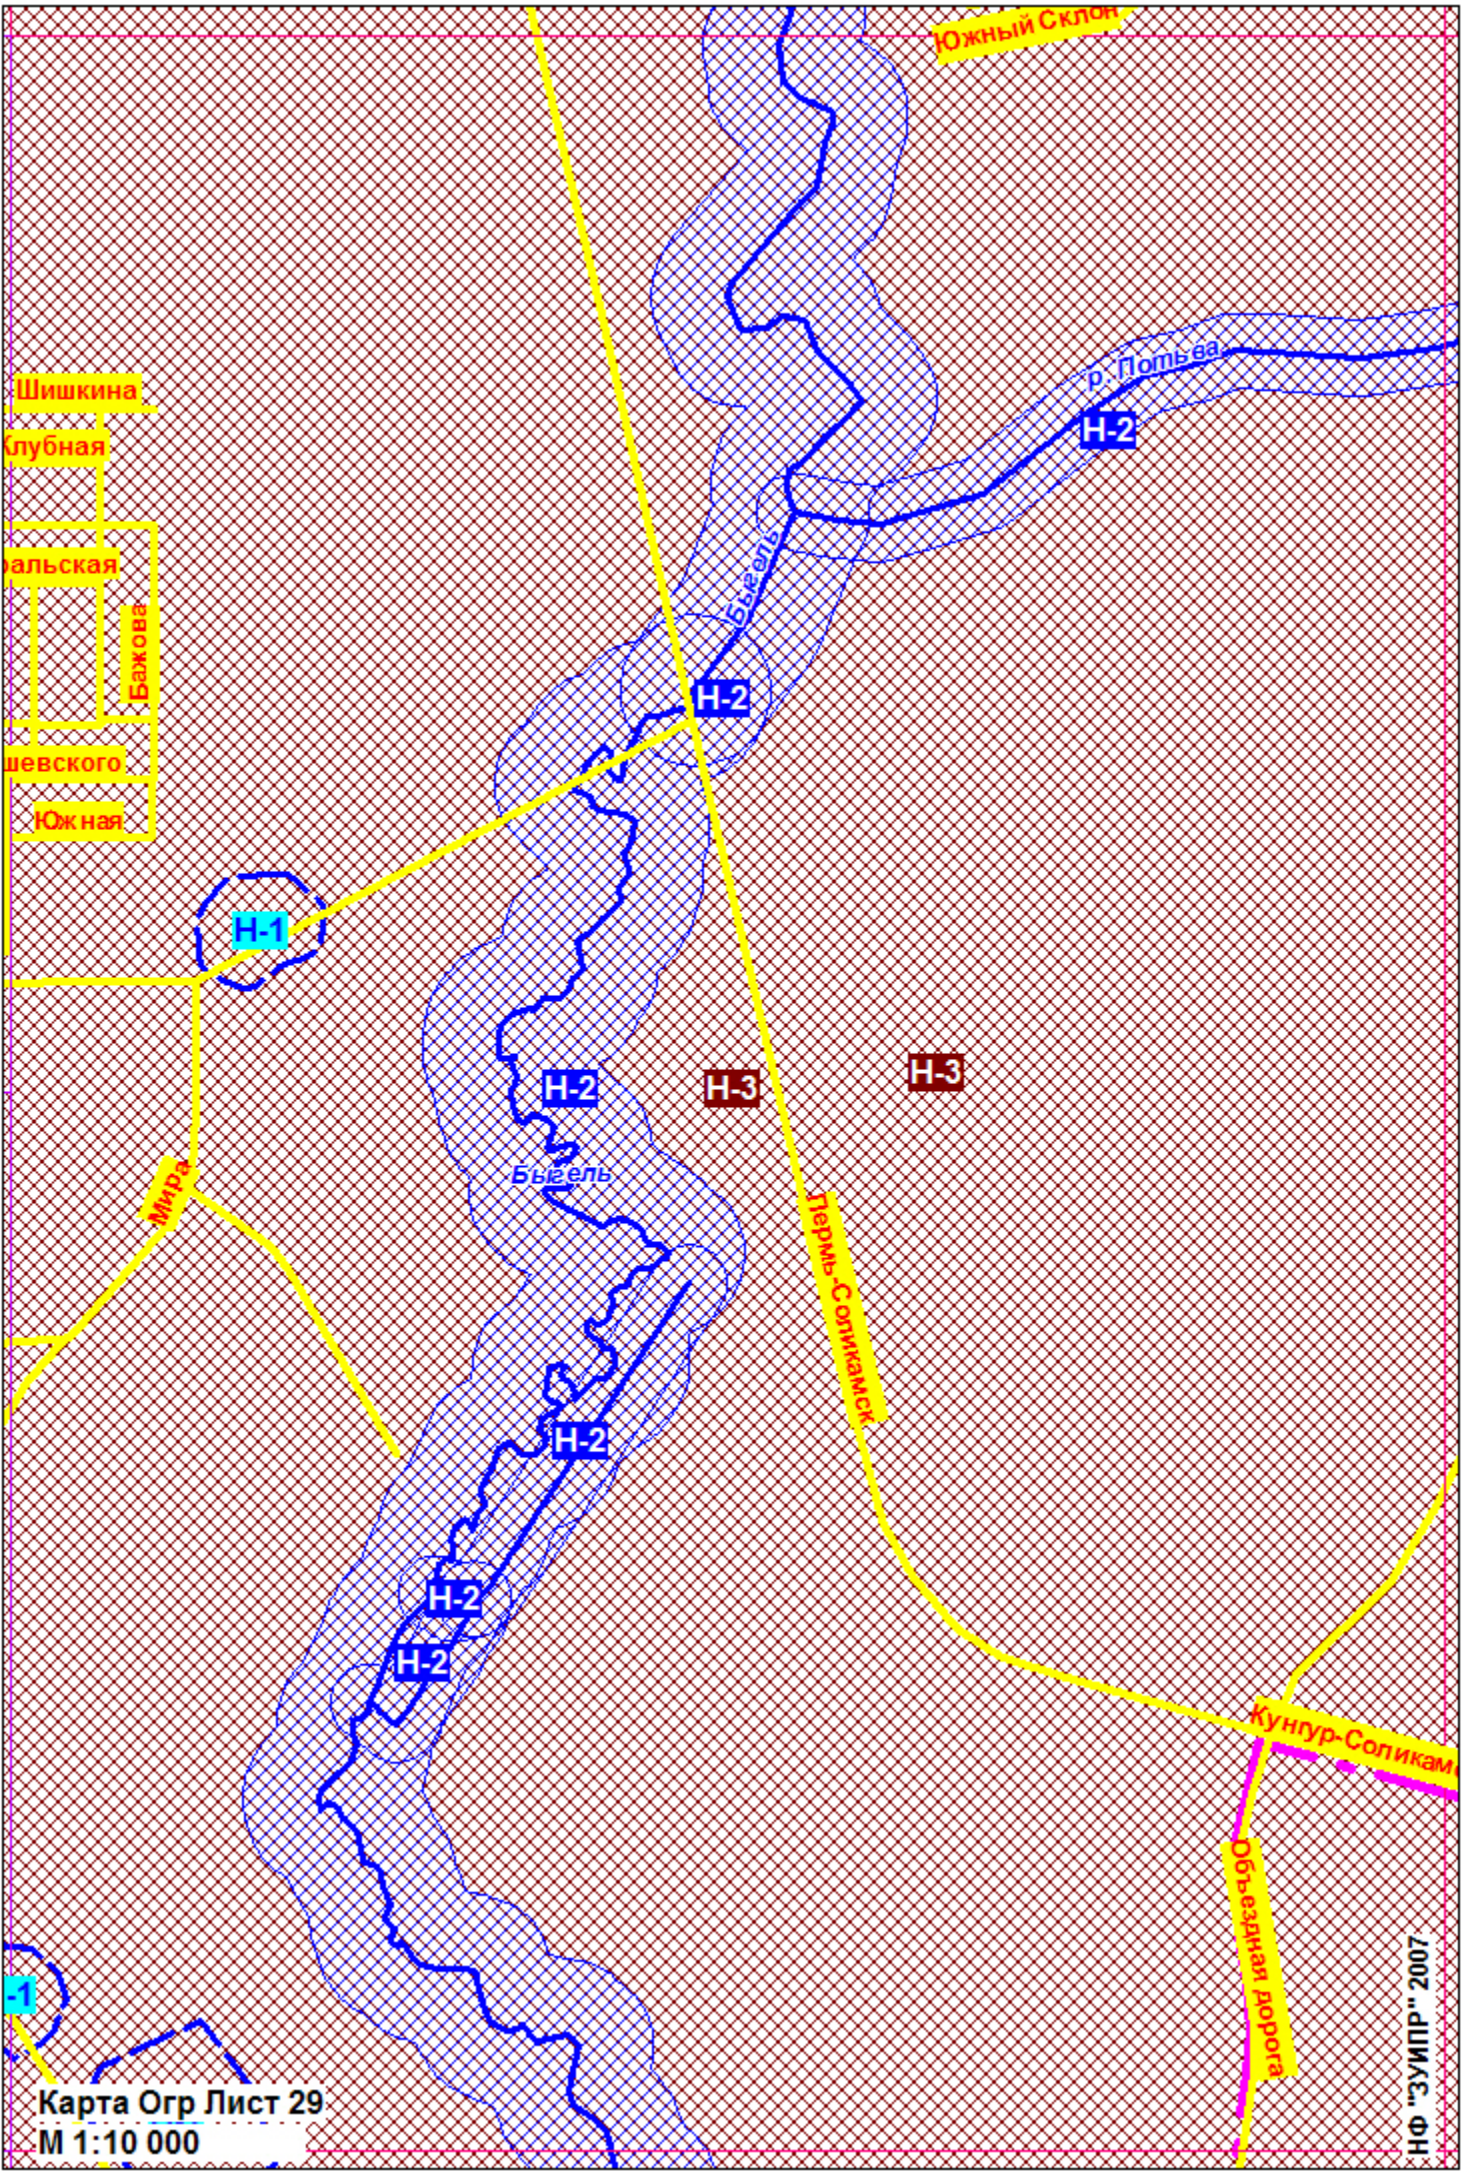 Южный Склон
р. Потьва
Шишкина
Н-2
Клубная
Быгель
ральская
Бажова
Н-2
шевского
Южная
Н-1
Н-3
Н-2
Н-3
Быгель
Мира
Пермь-Соликамск
Н-2
Н-2
Н-2
Кунгур-Соликамс
Объездная дорога
-1
НФ "ЗУИПР" 2007
Карта Огр Лист 29
М 1:10 000